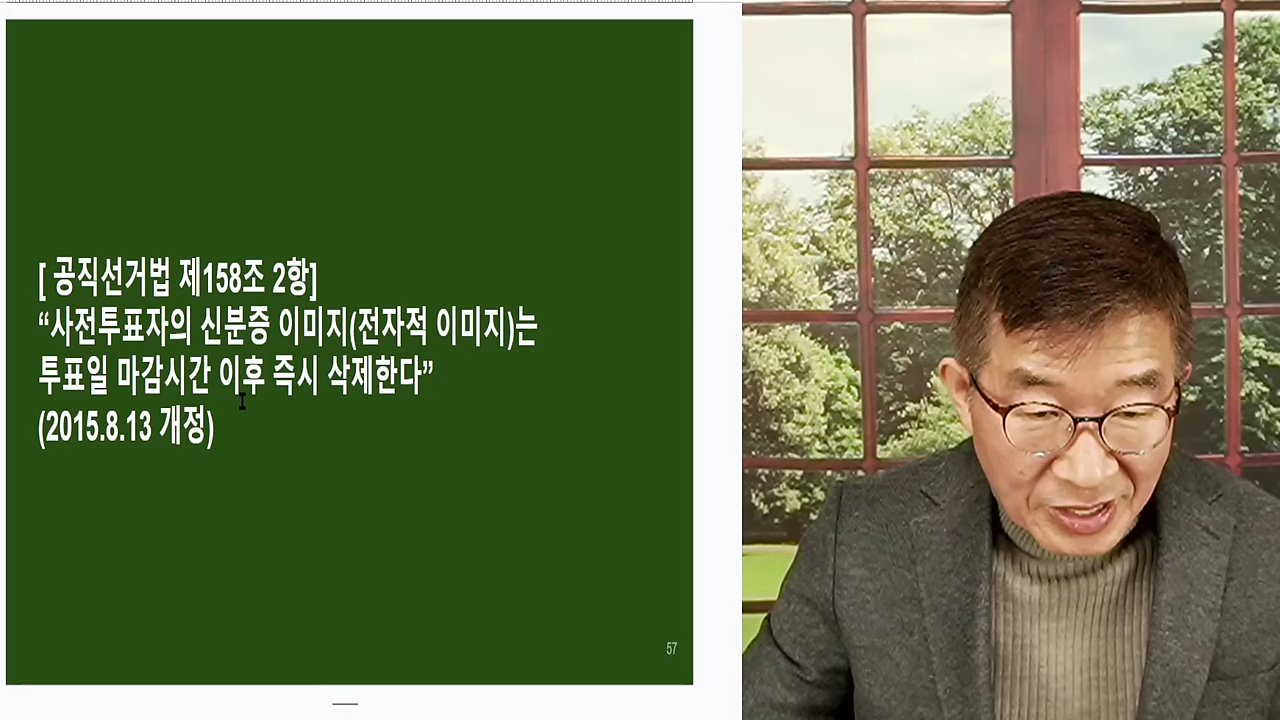 [ 공직선거법 제158조 2항]
“사전투표자의 신분증 이미지(전자적 이미지)는
투표일 마감시간 이후 즉시 삭제한다”
(2015.8.13 개정)
57